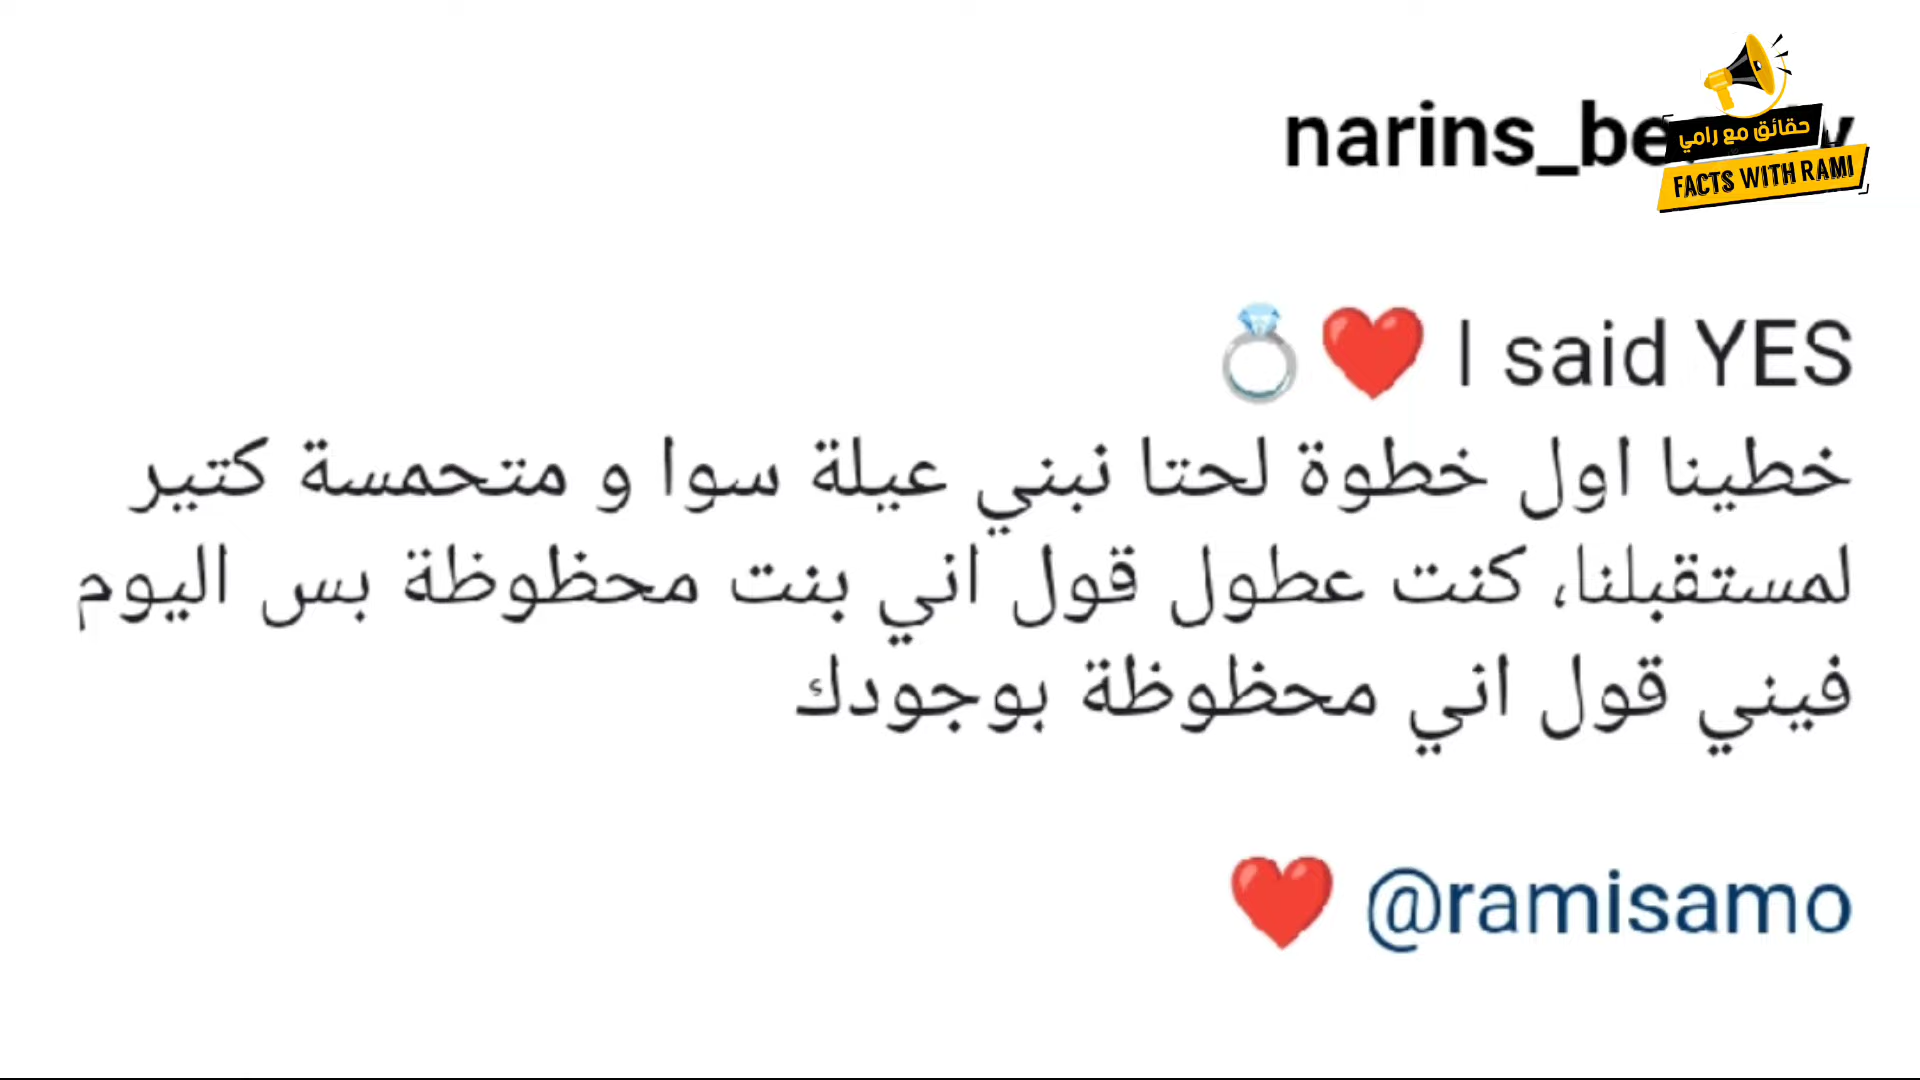 حقائق مع رامي
FACTS WITH RAMI
I said YES ❤️💍
خطينا اول خطوة لحتا نبني عيلة سوا و متحمسة كتير
لمستقبلنا، كنت عطول قول اني بنت محظوظة بس اليوم
فيني قول اني محظوظة بوجودك
@ramisamo ❤️